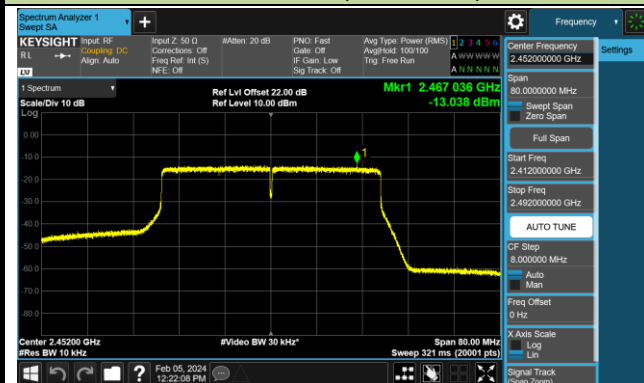 Spectrum Analyzer 1
Swept SA
Frequency
KEYSIGHT
Input: RF
Input Z: 50 Ω
#Atten: 20 dB
PNO: Fast
Avg Type: Power (RMS)
1 2 3 4 5 6
RL
Coupling: DC
Corrections: Off
Gate: Off
Avg|Hold: 100/100
A W W W W W
Align: Auto
Freq Ref: Int (S)
IF Gain: Low
Trig: Free Run
NFE: Off
Sig Track: Off
A N N N N N
LXI
1 Spectrum
Scale/Div 10 dB
Ref Lvl Offset 22.00 dB
Ref Level 10.00 dBm
Mkr1 2.467 036 GHz
-13.038 dBm
Log
0.00
-10.0
-20.0
-30.0
-40.0
-50.0
-60.0
-70.0
-80.0
1
Center 2.45200 GHz
#Res BW 10 kHz
#Video BW 30 kHz*
Span 80.00 MHz
Sweep 321 ms (20001 pts)
Feb 05, 2024
12:22:08 PM
Center Frequency
2.452000000 GHz
Settings
Span
80.0000000 MHz
Swept Span
Zero Span
Full Span
Start Freq
2.412000000 GHz
Stop Freq
2.492000000 GHz
AUTO TUNE
CF Step
8.000000 MHz
Auto
Man
Freq Offset
0 Hz
X Axis Scale
Log
Lin
Signal Track
(Span Zoom)